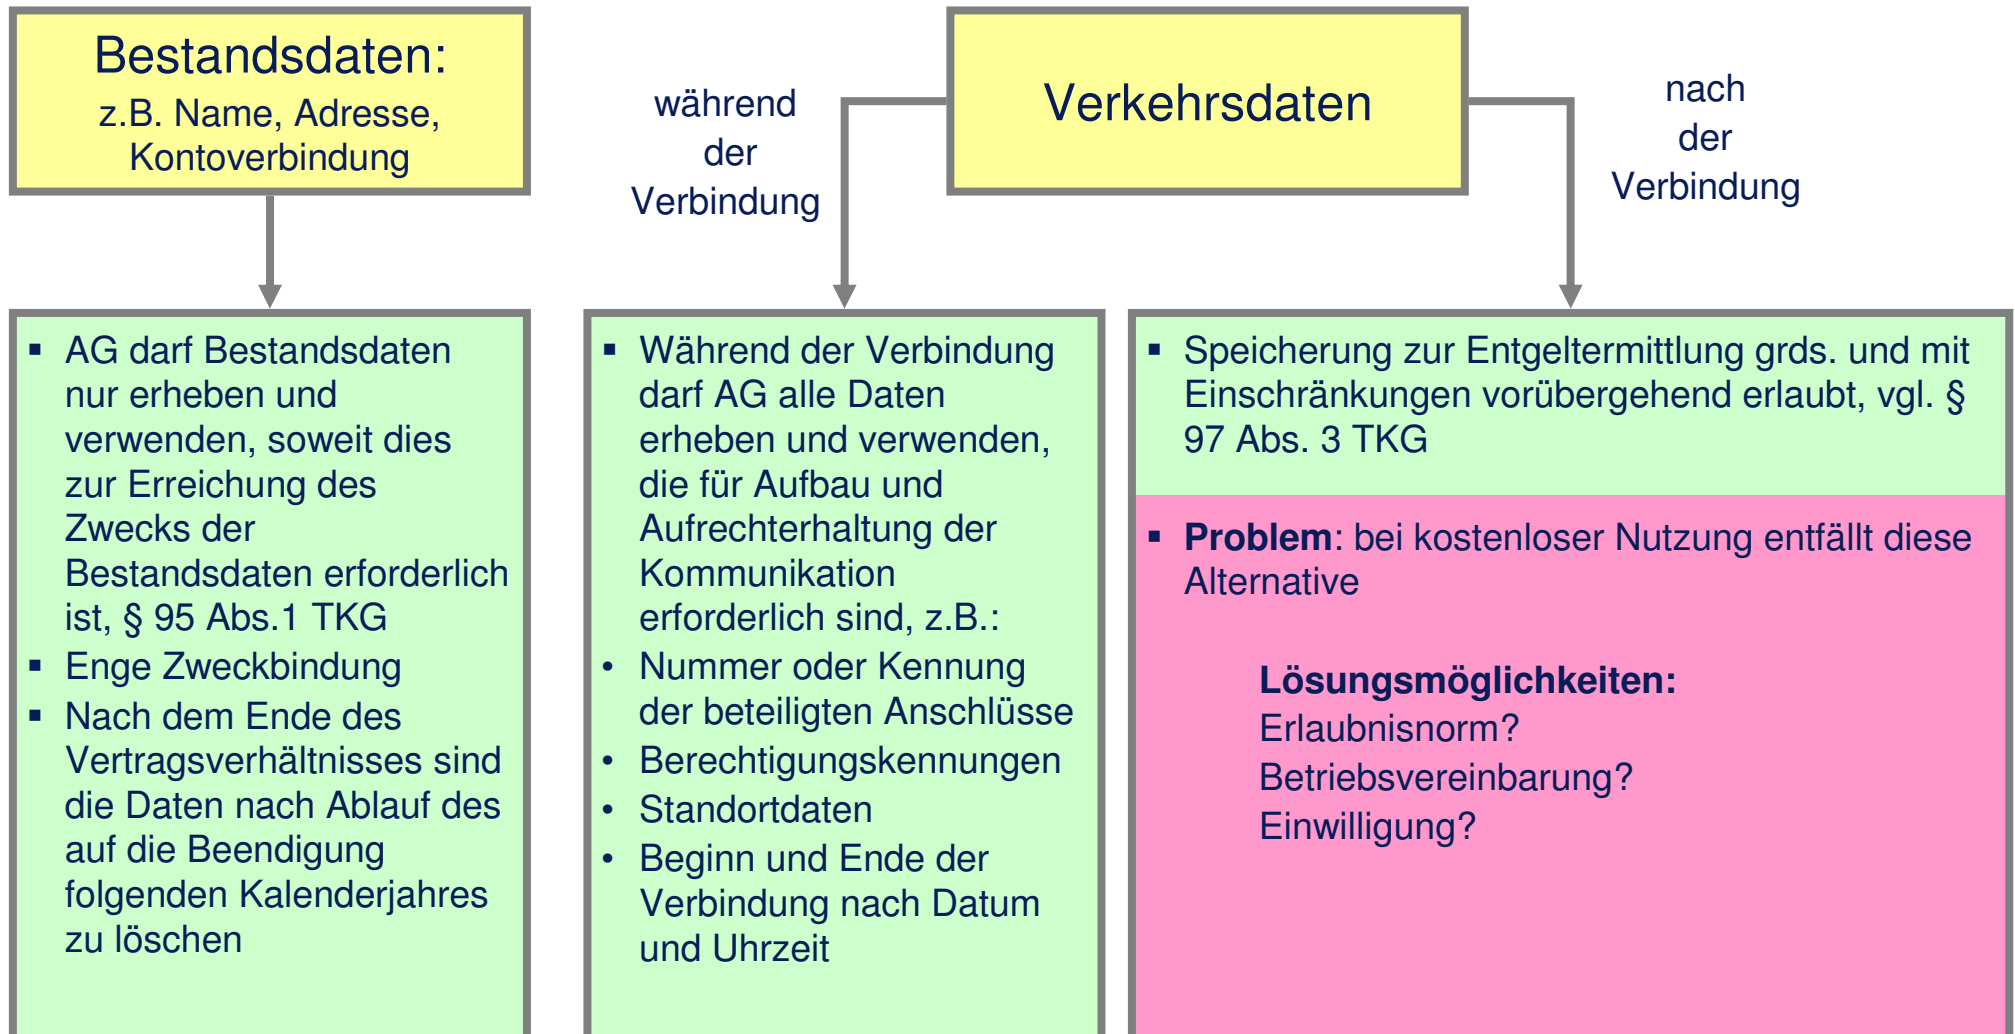 Bestandsdaten:
z.B. Name, Adresse,
Kontoverbindung
während
der
Verbindung
Verkehrsdaten
nach
der
Verbindung
▪ AG darf Bestandsdaten
nur erheben und
verwenden, soweit dies
zur Erreichung des
Zwecks der
Bestandsdaten erforderlich
ist, § 95 Abs.1 TKG
▪ Enge Zweckbindung
▪ Nach dem Ende des
Vertragsverhältnisses sind
die Daten nach Ablauf des
auf die Beendigung
folgenden Kalenderjahres
zu löschen
▪ Während der Verbindung
darf AG alle Daten
erheben und verwenden,
die für Aufbau und
Aufrechterhaltung der
Kommunikation
erforderlich sind, z.B.:
• Nummer oder Kennung
der beteiligten Anschlüsse
• Berechtigungskennungen
• Standortdaten
• Beginn und Ende der
Verbindung nach Datum
und Uhrzeit
▪ Speicherung zur Entgeltermittlung grds. und mit
Einschränkungen vorübergehend erlaubt, vgl. §
97 Abs. 3 TKG
▪ Problem: bei kostenloser Nutzung entfällt diese
Alternative
Lösungsmöglichkeiten:
Erlaubnisnorm?
Betriebsvereinbarung?
Einwilligung?